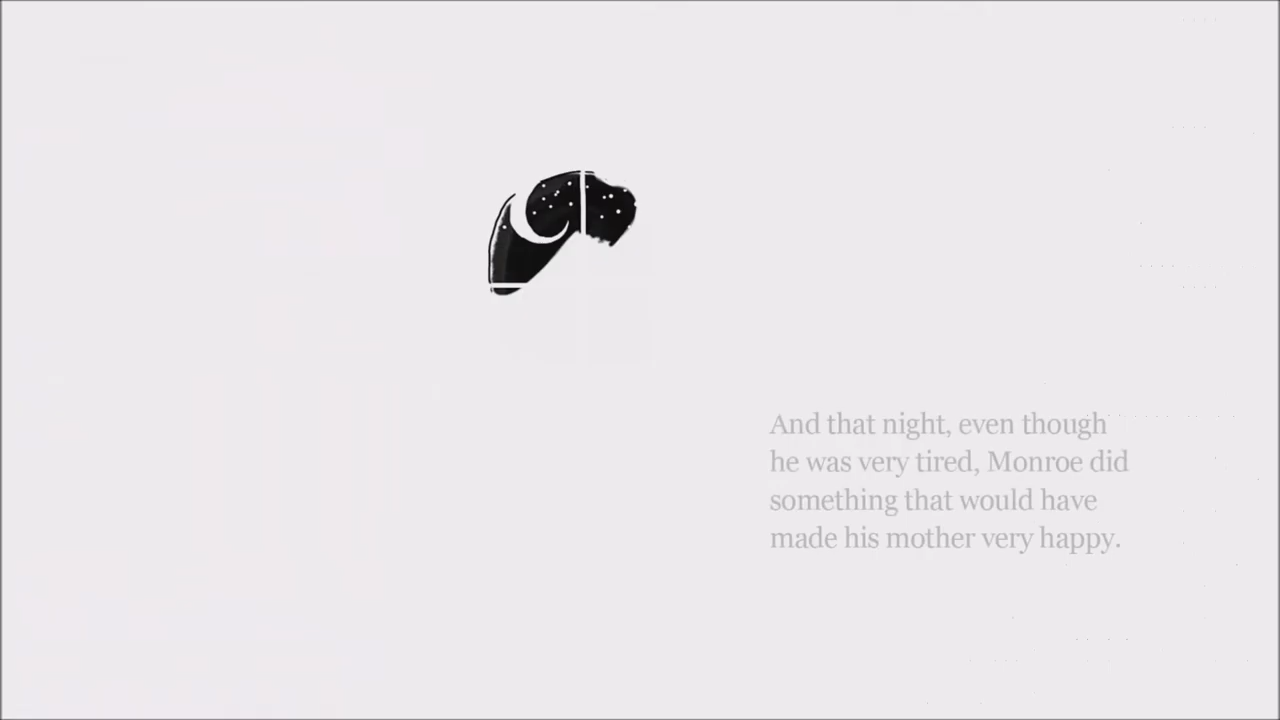 And that night, even though
he was very tired, Monroe did
something that would have
made his mother very happy.